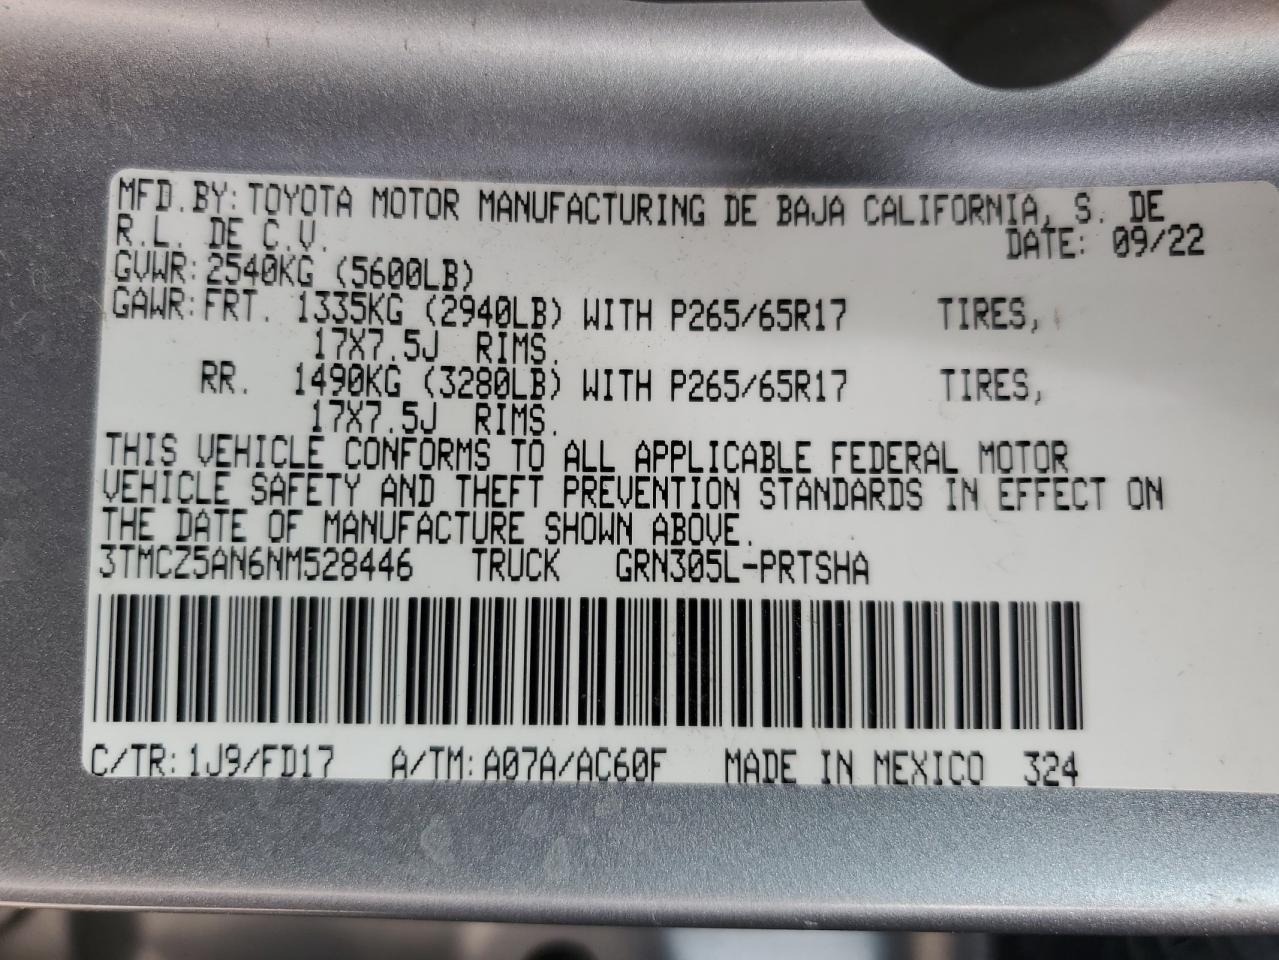 MFD.BY: TOYOTA MOTOR MANUFACTURING DE BAJA CALIFORNIA, S. DE
R.L. DE C.V. DATE: 09/22
GVWR: 2540KG (5600LB)
GAWR: FRT. 1335KG (2940LB) WITH P265/65R17 TIRES,
17X7.5J RIMS.
RR. 1490KG (3280LB) WITH P265/65R17 TIRES,
17X7.5J RIMS.
THIS VEHICLE CONFORMS TO ALL APPLICABLE FEDERAL MOTOR
VEHICLE SAFETY AND THEFT PREVENTION STANDARDS IN EFFECT ON
THE DATE OF MANUFACTURE SHOWN ABOVE.
3TMCZ5AN6NM528446 TRUCK GRN305L-PRTSHA
C/TR: 1J9/FD17 A/TM: A07A/AC60F MADE IN MEXICO 324